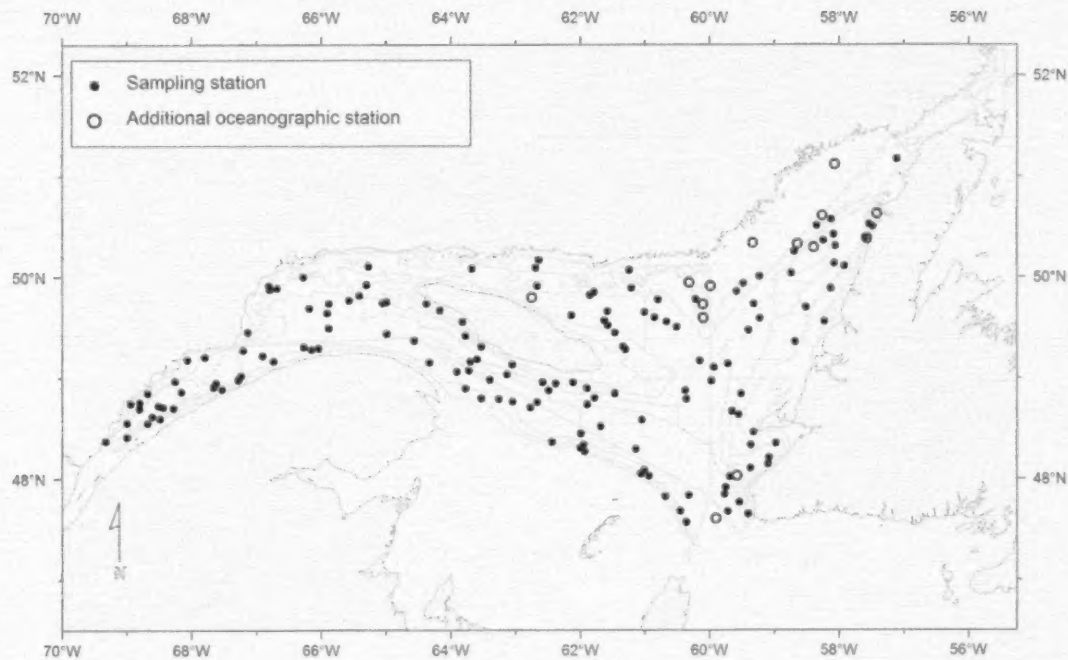 70°W 68°W 66°W 64°W 62°W 60°W 58°W 56°W
52°N 52°N
Sampling station
Additional oceanographic station
50°N 50°N
48°N 48°N
N
70°W 68°W 66°W 64°W 62°W 60°W 58°W 56°W